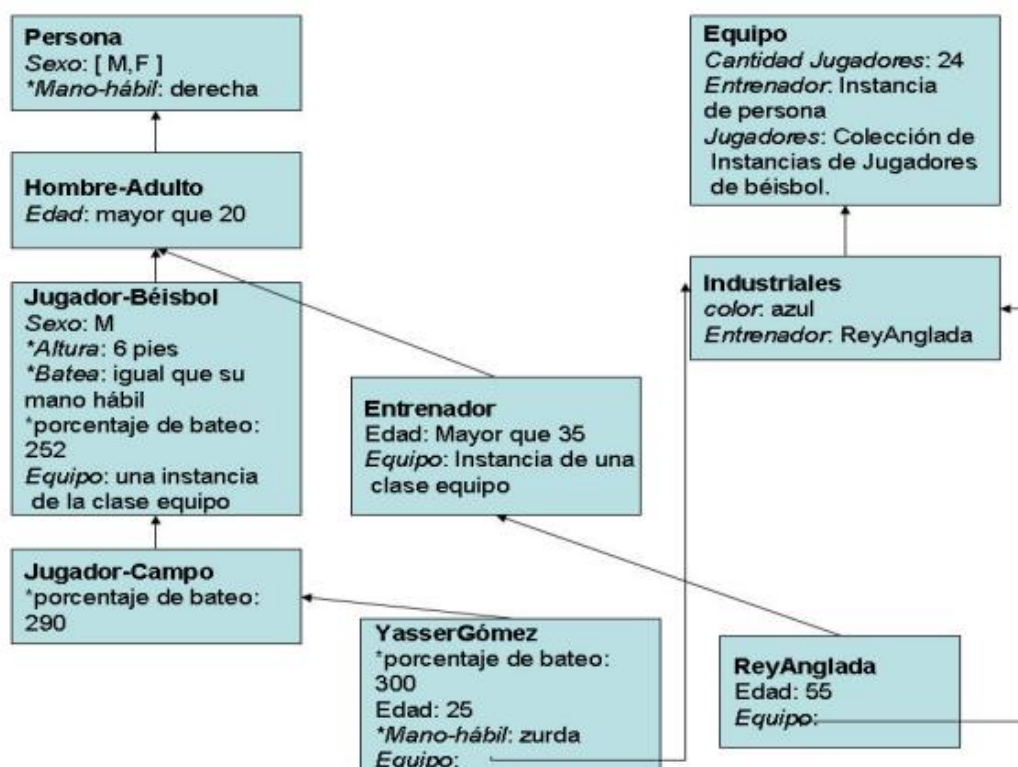 Persona
Sexo: [ M,F ]
*Mano-hábil: derecha
Hombre-Adulto
Edad: mayor que 20
Jugador-Béisbol
Sexo: M
*Altura: 6 pies
*Batea: igual que su
mano hábil
*porcentaje de bateo:
252
Equipo: una instancia
de la clase equipo
Jugador-Campo
*porcentaje de bateo:
290
Entrenador
Edad: Mayor que 35
Equipo: Instancia de una
clase equipo
YasserGómez
*porcentaje de bateo:
300
Edad: 25
*Mano-hábil: zurda
Equipo:
Equipo
Cantidad Jugadores: 24
Entrenador: Instancia
de persona
Jugadores: Colección de
Instancias de Jugadores
de béisbol.
Industriales
color: azul
Entrenador: ReyAnglada
ReyAnglada
Edad: 55
Equipo: